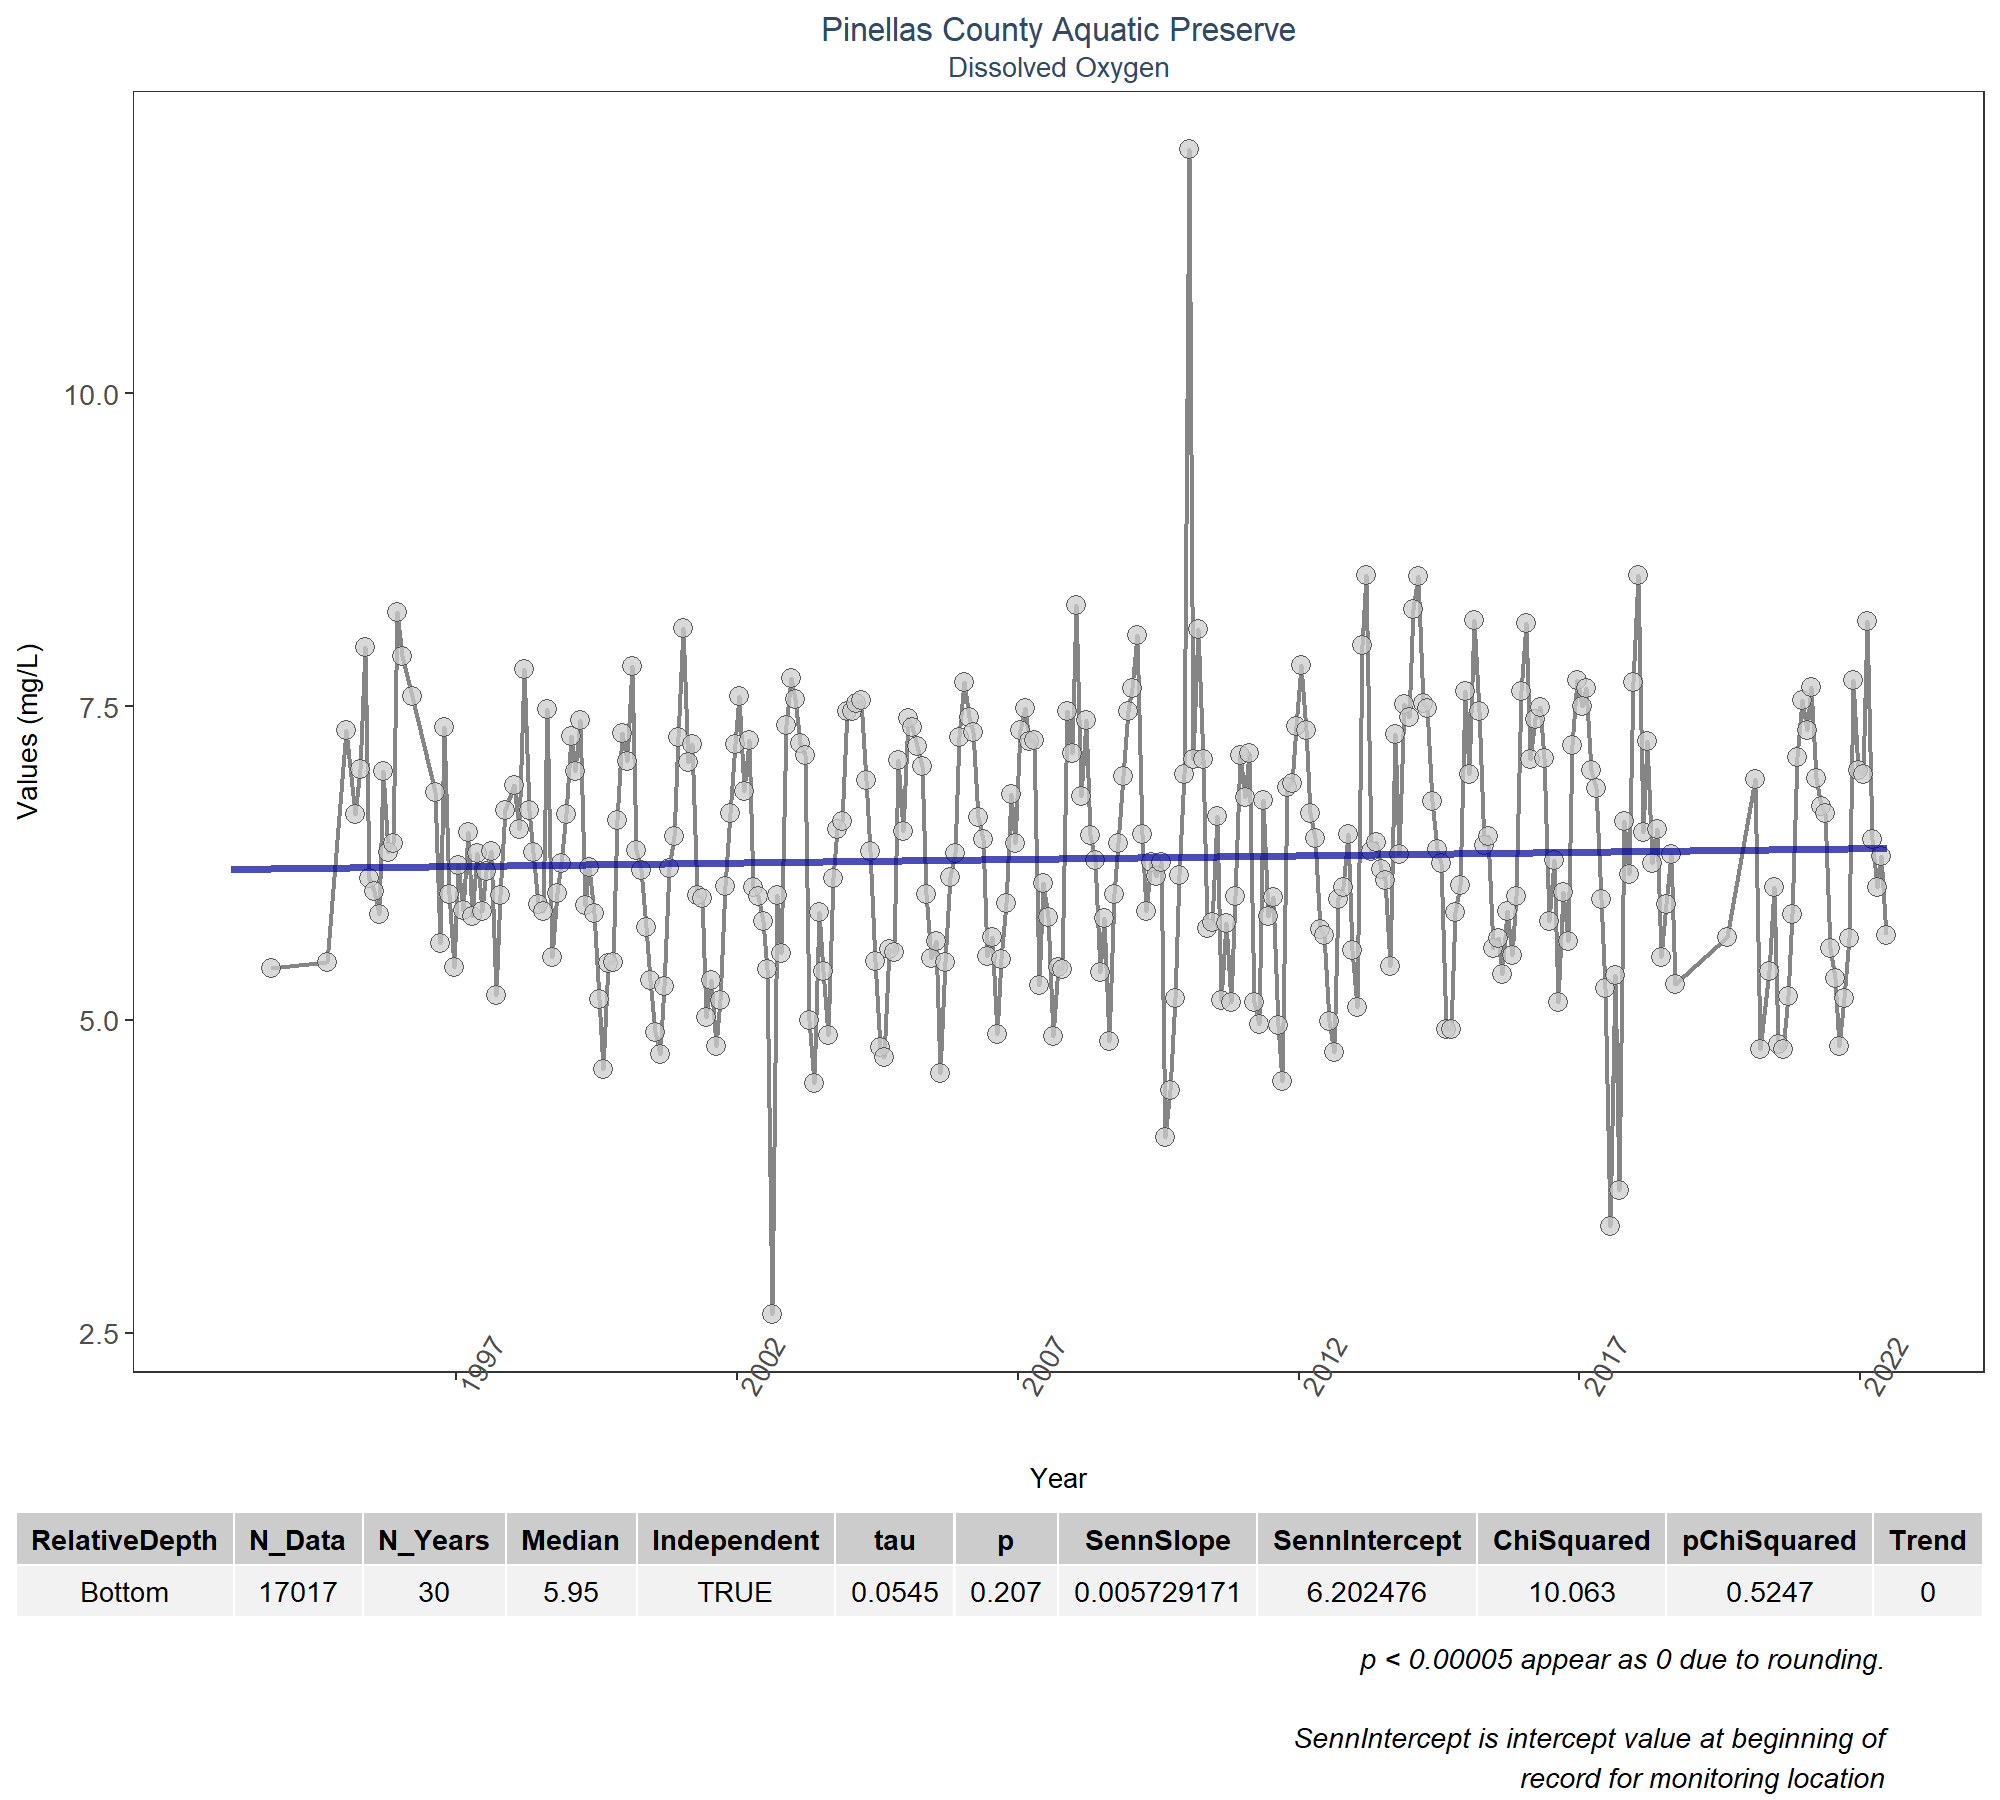 Pinellas County Aquatic Preserve
Dissolved Oxygen
Values (mg/L)
10.0
7.5
5.0
2.5
1997 2002 2007 2012 2017 2022
Year
RelativeDepth N_Data N_Years Median Independent tau p SennSlope SennIntercept ChiSquared pChiSquared Trend
Bottom 17017 30 5.95 TRUE 0.0545 0.207 0.005729171 6.202476 10.063 0.5247 0
p < 0.00005 appear as 0 due to rounding.
SennIntercept is intercept value at beginning of
record for monitoring location